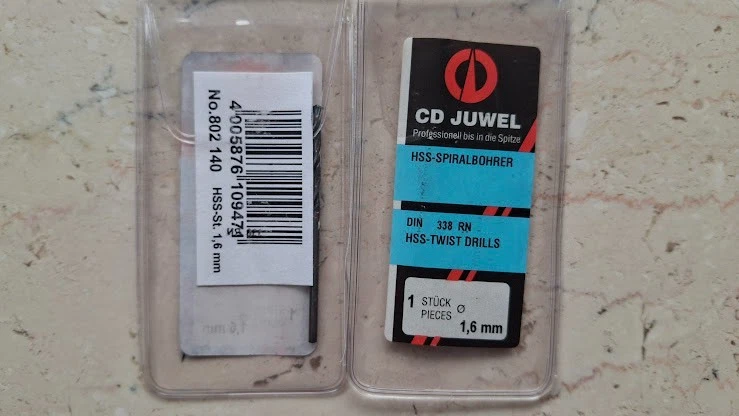 4 005876 109471
No.802 140 HSS-St. 1,6 mm
CD JUWEL
Professionell bis in die Spitze
HSS-SPIRALBOHRER
DIN 338 RN
HSS-TWIST DRILLS
1 STÜCK
PIECES Ø
1,6 mm